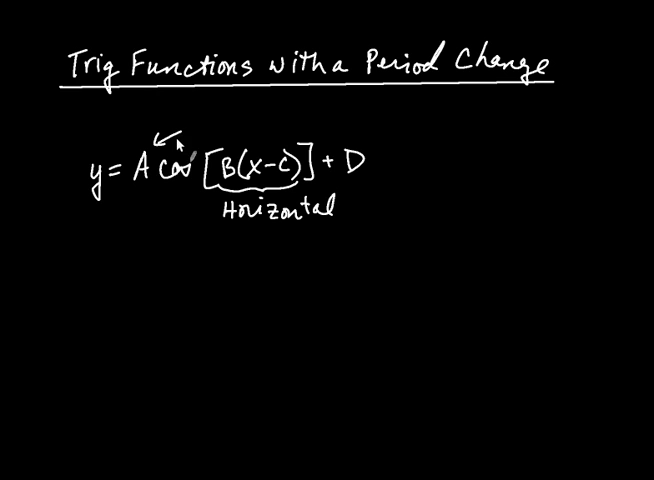 Trig Functions with a Period Change
y = A cos [B(x-c)] + D
Horizontal